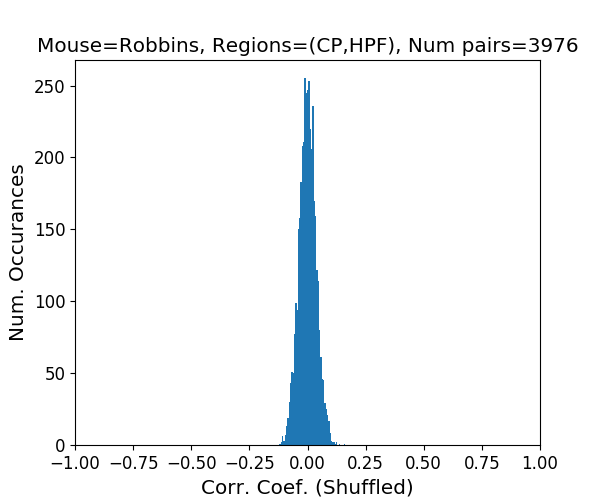 Mouse=Robbins, Regions=(CP,HPF), Num pairs=3976
Num. Occurances
250
200
150
100
50
0
−1.00 −0.75 −0.50 −0.25 0.00 0.25 0.50 0.75 1.00
Corr. Coef. (Shuffled)